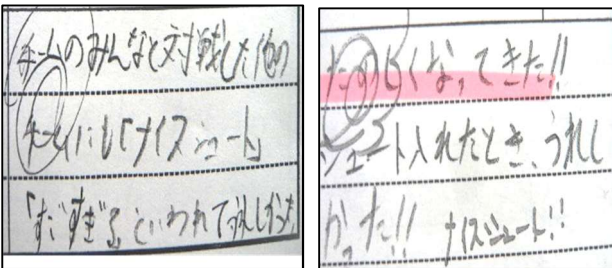 チームのみんなと対戦した他の
チームにも「ナイスシュート」
「すごすぎる」といわれてうれしかった
たのしくなってきた!!
シュート入れたとき、うれし
かった!! ナイスシュート!!